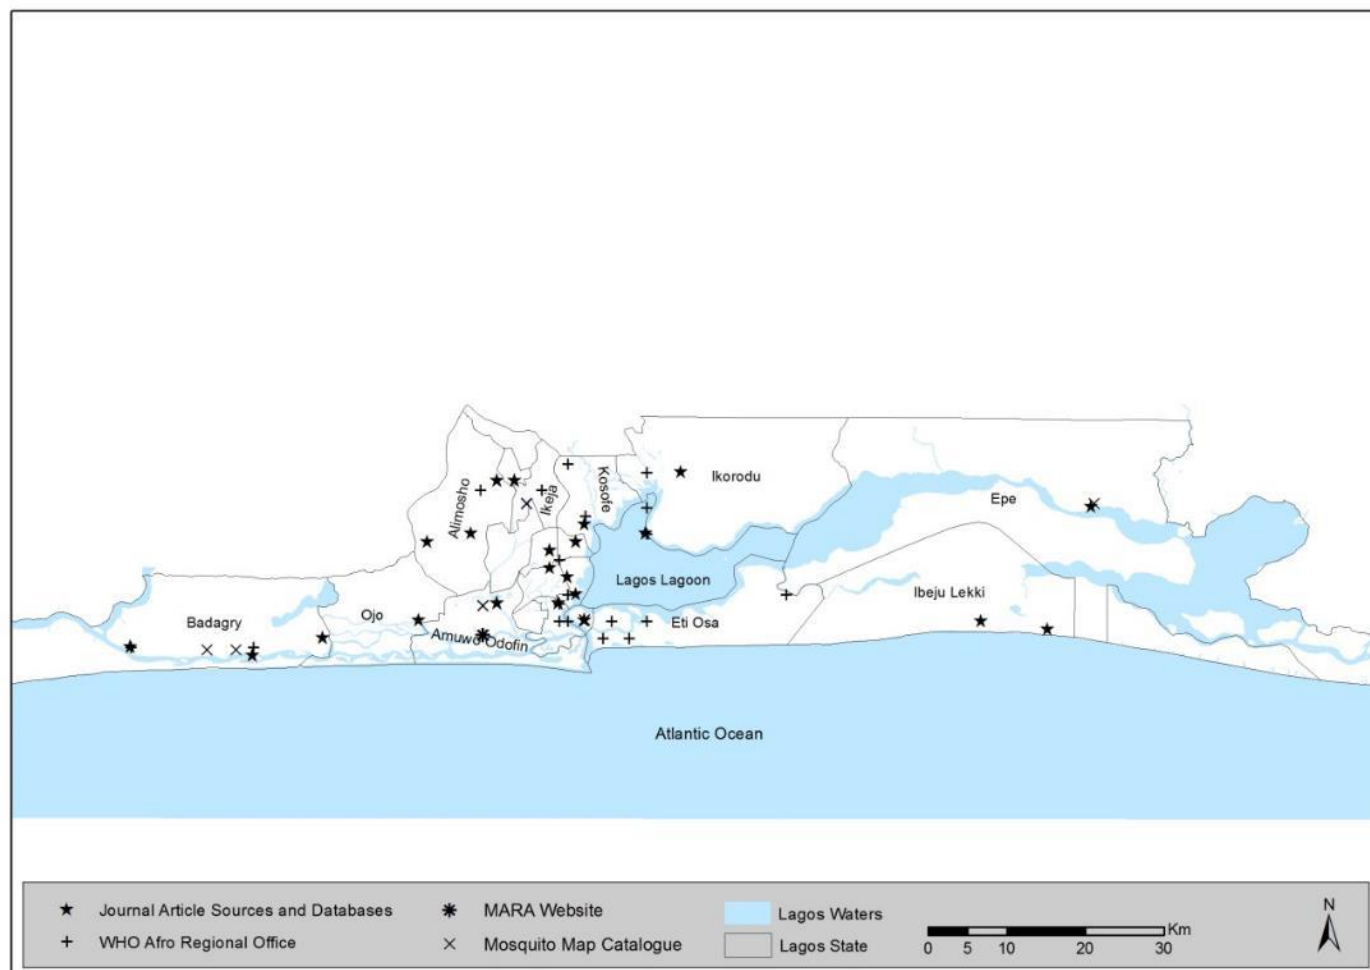 Alimosho
Ikeja
Kosofe
Ikorodu
Epe
Lagos Lagoon
Ibeju Lekki
Badagry
Ojo
Amuwo Odofin
Eti Osa
Atlantic Ocean
Journal Article Sources and Databases
WHO Afro Regional Office
MARA Website
Mosquito Map Catalogue
Lagos Waters
Lagos State
Km
0 5 10 20 30
N